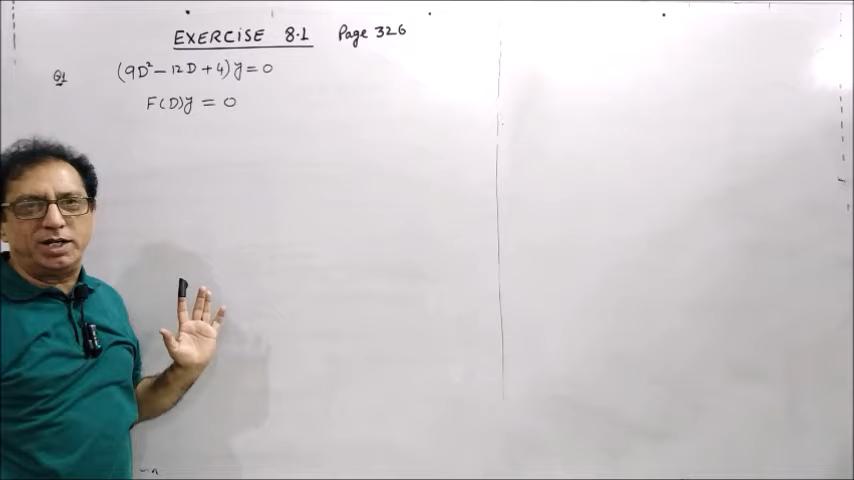 EXERCISE 8.1 Page 326
Q1 (9D² - 12D + 4)y = 0
F(D)y = 0